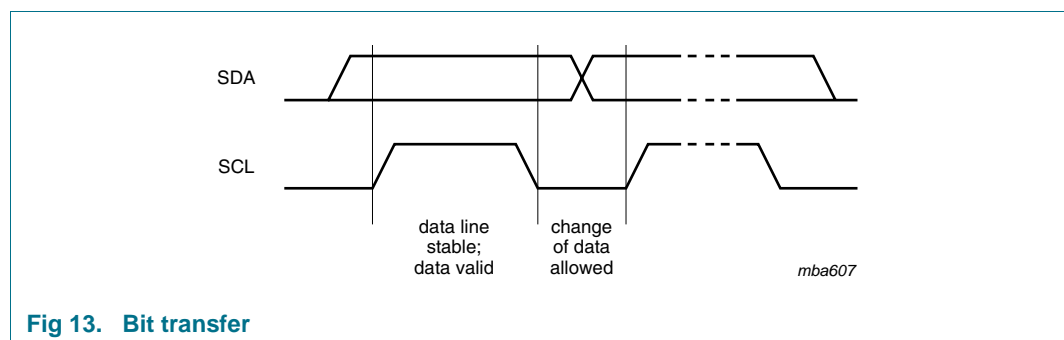 SDA
SCL
data line
stable;
data valid
change
of data
allowed
mba607
Fig 13. Bit transfer